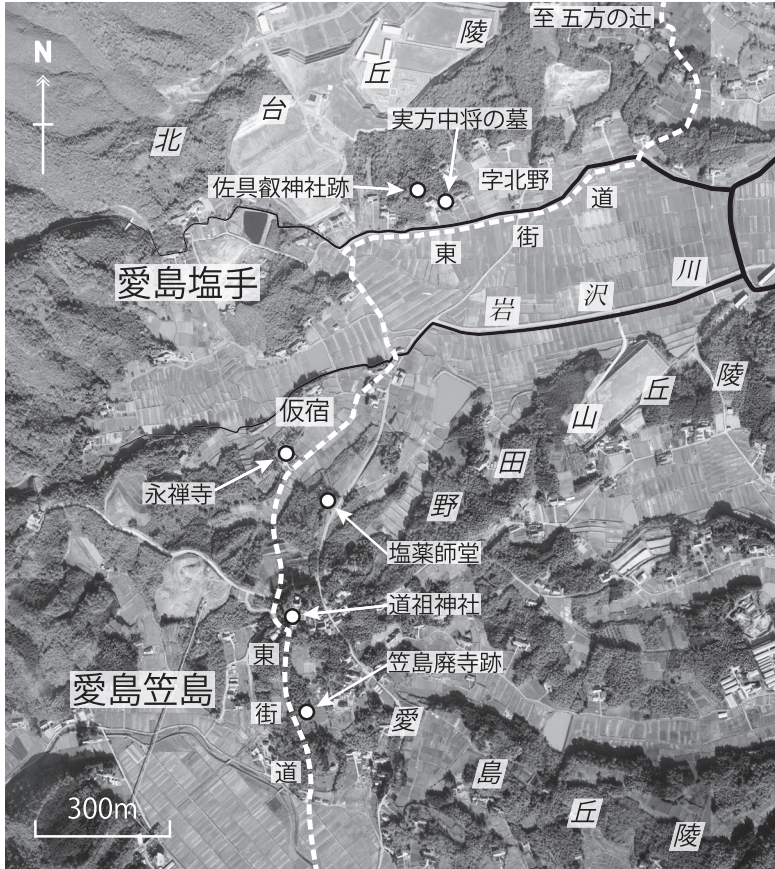 至 五方の辻
N
北台丘陵
実方中将の墓
佐具叡神社跡
字北野
東街道
愛島塩手
岩沢川
仮宿
野田山丘陵
永禅寺
塩薬師堂
道祖神社
東街道
笠島廃寺跡
愛島笠島
愛島丘陵
300m